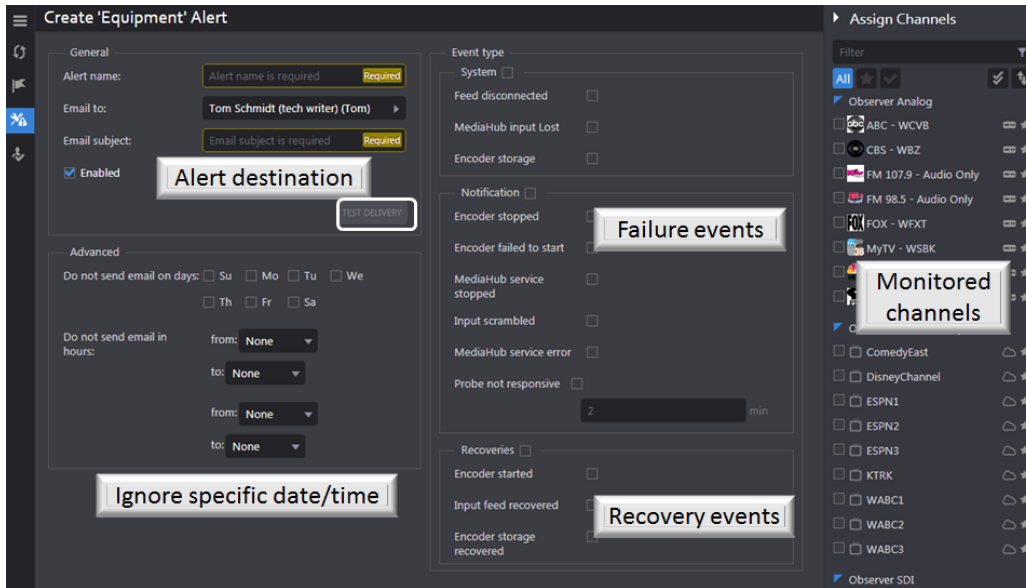 Create 'Equipment' Alert
General
Alert name:
Alert name is required
Required
Email to:
Tom Schmidt (tech writer) (Tom)
Email subject:
Email subject is required
Required
Enabled
Alert destination
TEST DELIVERY
Advanced
Do not send email on days:
Su
Mo
Tu
We
Th
Fr
Sa
Do not send email in
hours:
from:
None
to:
None
from:
None
to:
None
Ignore specific date/time
Event type
System
Feed disconnected
MediaHub input Lost
Encoder storage
Notification
Encoder stopped
Failure events
Encoder failed to start
MediaHub service
stopped
Input scrambled
MediaHub service error
Probe not responsive
2
min
Recoveries
Encoder started
Input feed recovered
Recovery events
Encoder storage
recovered
Assign Channels
Filter
All
Observer Analog
abc
ABC - WCVB
CBS - WBZ
FM 107.9 - Audio Only
FM 98.5 - Audio Only
FOX
FOX - WFXT
38
MyTV - WSBK
Monitored
channels
ComedyEast
DisneyChannel
ESPN1
ESPN2
ESPN3
KTRK
WABC1
WABC2
WABC3
Observer SDI